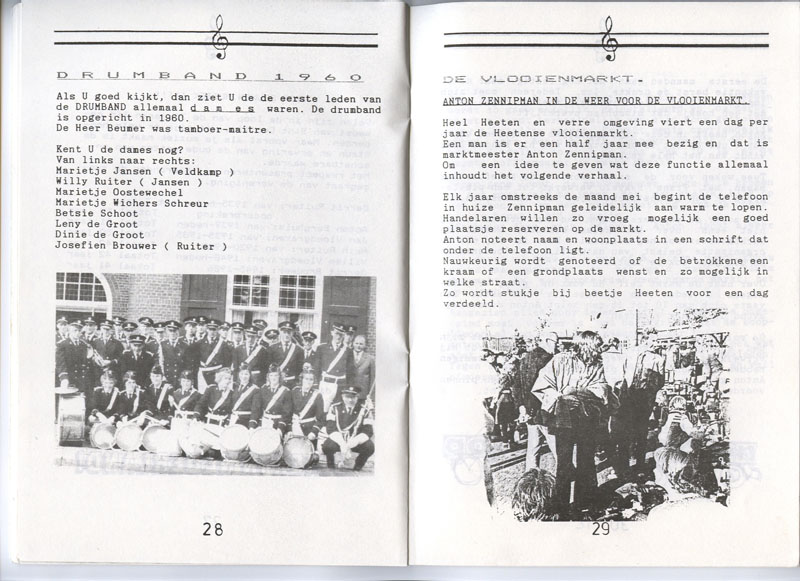 DRUMBAND 1960
Als U goed kijkt, dan ziet U de de eerste leden van
de DRUMBAND allemaal d a m e s waren. De drumband
is opgericht in 1960.
De Heer Beumer was tamboer-maitre.
Kent U de dames nog?
Van links naar rechts:
Marietje Jansen ( Veldkamp )
Willy Ruiter ( Jansen )
Marietje Oostewechel
Marietje Wichers Schreur
Betsie Schoot
Leny de Groot
Dinie de Groot
Josefien Brouwer ( Ruiter )
28
DE VLOOIENMARKT.
ANTON ZENNIPMAN IN DE WEER VOOR DE VLOOIENMARKT.
Heel Heeten en verre omgeving viert een dag per
jaar de Heetense vlooienmarkt.
Een man is er een half jaar mee bezig en dat is
marktmeester Anton Zennipman.
Om een idee te geven wat deze functie allemaal
inhoudt het volgende verhaal.
Elk jaar omstreeks de maand mei begint de telefoon
in huize Zennipman geleidelijk aan warm te lopen.
Handelaren willen zo vroeg mogelijk een goed
plaatsje reserveren op de markt.
Anton noteert naam en woonplaats in een schrift dat
onder de telefoon ligt.
Nauwkeurig wordt genoteerd of de betrokkene een
kraam of een grondplaats wenst en zo mogelijk in
welke straat.
Zo wordt stukje bij beetje Heeten voor een dag
verdeeld.
29